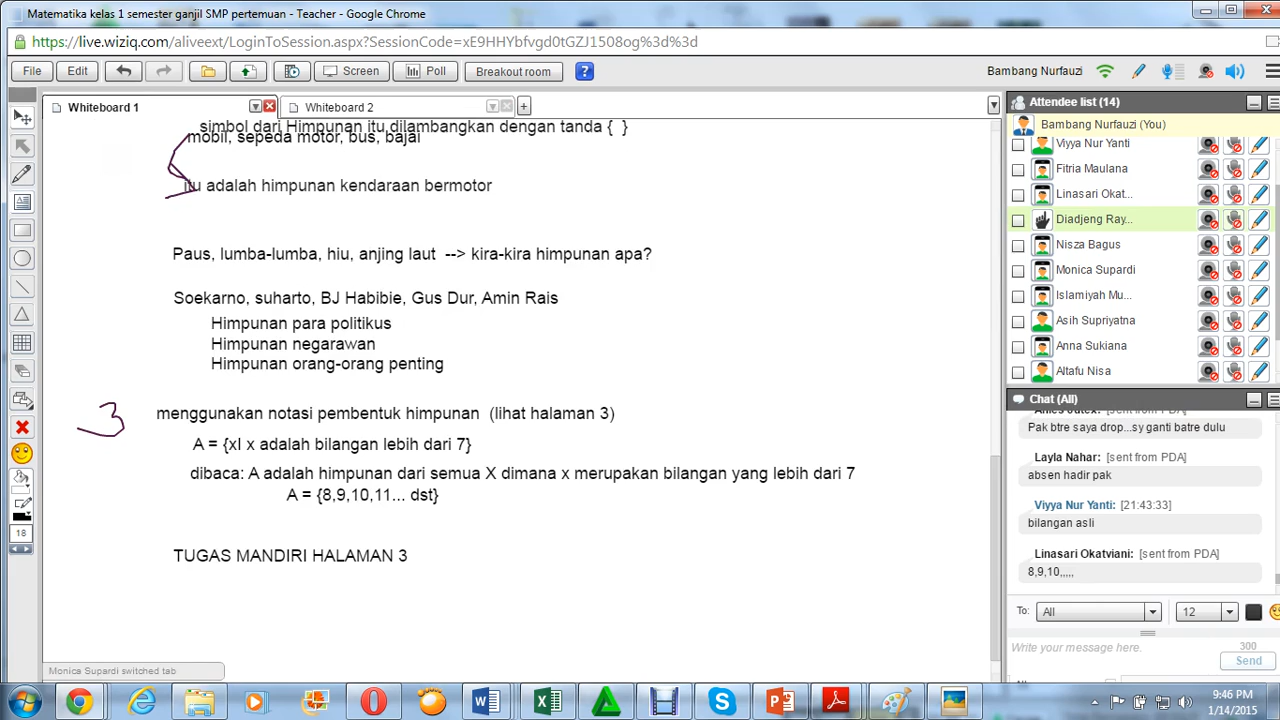 Matematika kelas 1 semester ganjil SMP pertemuan - Teacher - Google Chrome
https://live.wiziq.com/aliveext/LoginToSession.aspx?SessionCode=xE9HHYbfvgd0tGZJ1508og%3d%3d
File Edit Screen Poll Breakout room ? Bambang Nurfauzi
Whiteboard 1 Whiteboard 2
simbol dari Himpunan itu dilambangkan dengan tanda { }
mobil, sepeda motor, bus, bajai
itu adalah himpunan kendaraan bermotor
Paus, lumba-lumba, hiu, anjing laut --> kira-kira himpunan apa?
Soekarno, suharto, BJ Habibie, Gus Dur, Amin Rais
Himpunan para politikus
Himpunan negarawan
Himpunan orang-orang penting
3 menggunakan notasi pembentuk himpunan (lihat halaman 3)
A = {xI x adalah bilangan lebih dari 7}
dibaca: A adalah himpunan dari semua X dimana x merupakan bilangan yang lebih dari 7
A = {8,9,10,11... dst}
TUGAS MANDIRI HALAMAN 3
18
Monica Supardi switched tab
Attendee list (14)
Bambang Nurfauzi (You)
Viyya Nur Yanti
Fitria Maulana
Linasari Okat...
Diadjeng Ray...
Nisza Bagus
Monica Supardi
Islamiyah Mu...
Asih Supriyatna
Anna Sukiana
Altafu Nisa
Chat (All)
[sent from PDA]
Pak btre saya drop...sy ganti batre dulu
Layla Nahar: [sent from PDA]
absen hadir pak
Viyya Nur Yanti: [21:43:33]
bilangan asli
Linasari Okatviani: [sent from PDA]
8,9,10,,,,,
To: All 12
Write your message here. 300
Send
9:46 PM
1/14/2015